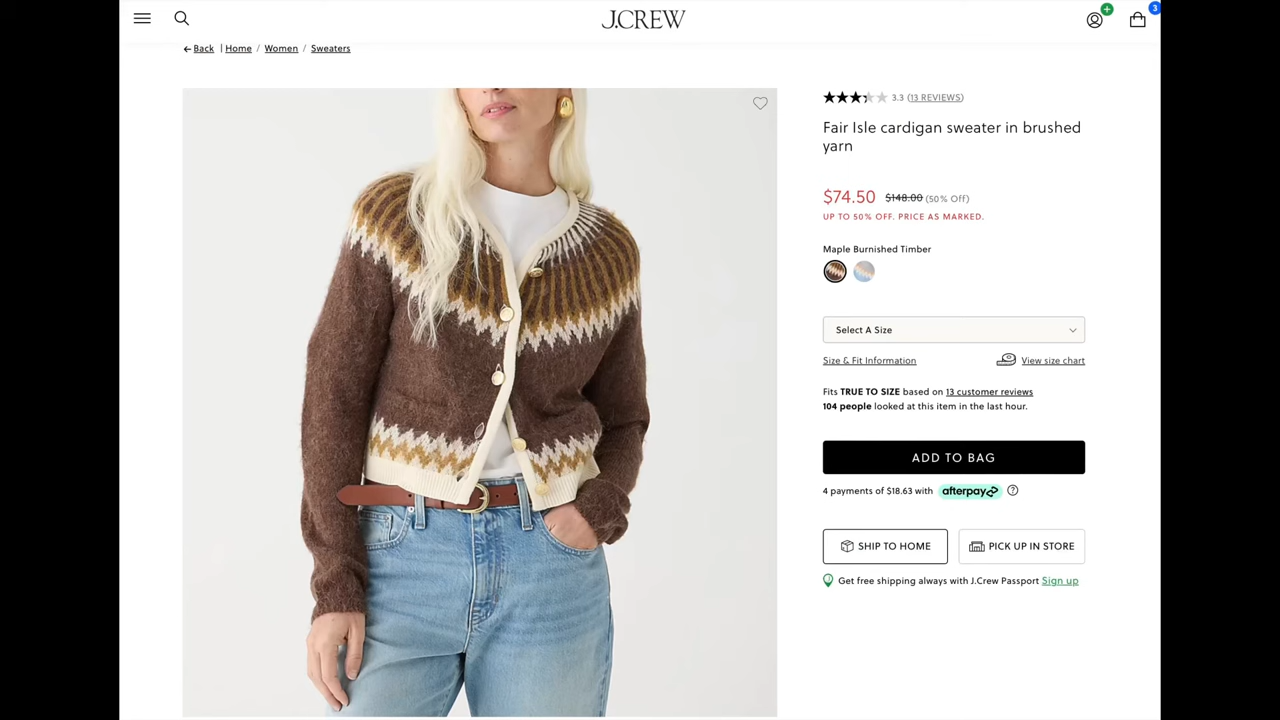 J.CREW
3
Back | Home / Women / Sweaters
3.3 (13 REVIEWS)
Fair Isle cardigan sweater in brushed
yarn
$74.50 $148.00 (50% Off)
UP TO 50% OFF. PRICE AS MARKED.
Maple Burnished Timber
Select A Size
Size & Fit Information View size chart
Fits TRUE TO SIZE based on 13 customer reviews
104 people looked at this item in the last hour.
ADD TO BAG
4 payments of $18.63 with afterpay ?
SHIP TO HOME PICK UP IN STORE
Get free shipping always with J.Crew Passport Sign up